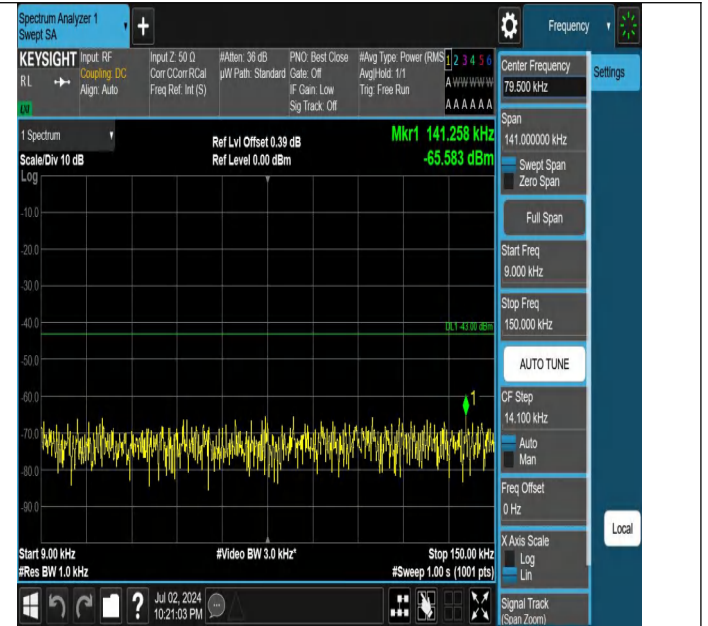 Spectrum Analyzer 1
Swept SA
+
Frequency
KEYSIGHT
RL
LXI
Input: RF
Coupling: DC
Align: Auto
Input Z: 50 Ω
Corr CCorr RCal
Freq Ref: Int (S)
#Atten: 36 dB
µW Path: Standard
PNO: Best Close
Gate: Off
IF Gain: Low
Sig Track: Off
#Avg Type: Power (RMS
Avg|Hold: 1/1
Trig: Free Run
1 2 3 4 5 6
A W W W W W
A A A A A A
1 Spectrum
Scale/Div 10 dB
Log
Ref Lvl Offset 0.39 dB
Ref Level 0.00 dBm
Mkr1 141.258 kHz
-65.583 dBm
-10.0
-20.0
-30.0
-40.0
DL1 -43.00 dBm
-50.0
-60.0
1
-70.0
-80.0
-90.0
Start 9.00 kHz
#Video BW 3.0 kHz*
Stop 150.00 kHz
#Res BW 1.0 kHz
#Sweep 1.00 s (1001 pts)
?
Jul 02, 2024
10:21:03 PM
Center Frequency
79.500 kHz
Settings
Span
141.000000 kHz
Swept Span
Zero Span
Full Span
Start Freq
9.000 kHz
Stop Freq
150.000 kHz
AUTO TUNE
CF Step
14.100 kHz
Auto
Man
Freq Offset
0 Hz
Local
X Axis Scale
Log
Lin
Signal Track
(Span Zoom)